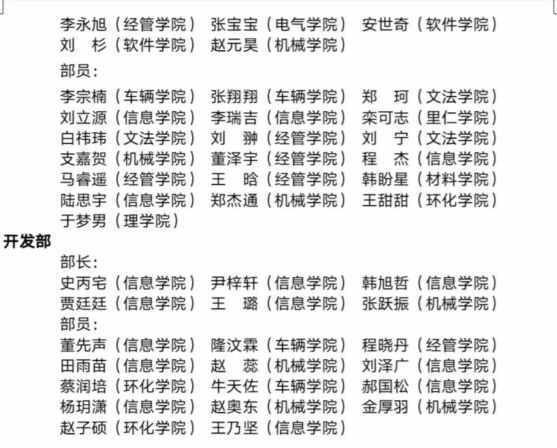 李永旭（经管学院） 张宝宝（电气学院） 安世奇（软件学院）
刘　杉（软件学院） 赵元昊（机械学院）
部员：
李宗楠（车辆学院） 张翔翔（车辆学院） 郑　珂（文法学院）
刘立源（信息学院） 李瑞吉（信息学院） 栾可志（里仁学院）
白祎玮（文法学院） 刘　翀（经管学院） 刘　宁（文法学院）
支嘉贺（机械学院） 董泽宇（经管学院） 程　杰（信息学院）
马睿遥（经管学院） 王　晗（经管学院） 韩盼星（材料学院）
陆思宇（信息学院） 郑杰通（机械学院） 王甜甜（环化学院）
于梦男（理学院）
开发部
部长：
史丙宅（信息学院） 尹梓轩（信息学院） 韩旭哲（信息学院）
贾廷廷（信息学院） 王　璐（信息学院） 张跃振（机械学院）
部员：
董先声（信息学院） 隆汶霖（车辆学院） 程晓丹（经管学院）
田雨苗（信息学院） 赵　蕊（机械学院） 刘泽广（信息学院）
蔡润培（环化学院） 牛天佐（车辆学院） 郝国松（信息学院）
杨玥潇（信息学院） 赵奥东（机械学院） 金厚羽（机械学院）
赵子硕（环化学院） 王乃坚（信息学院）